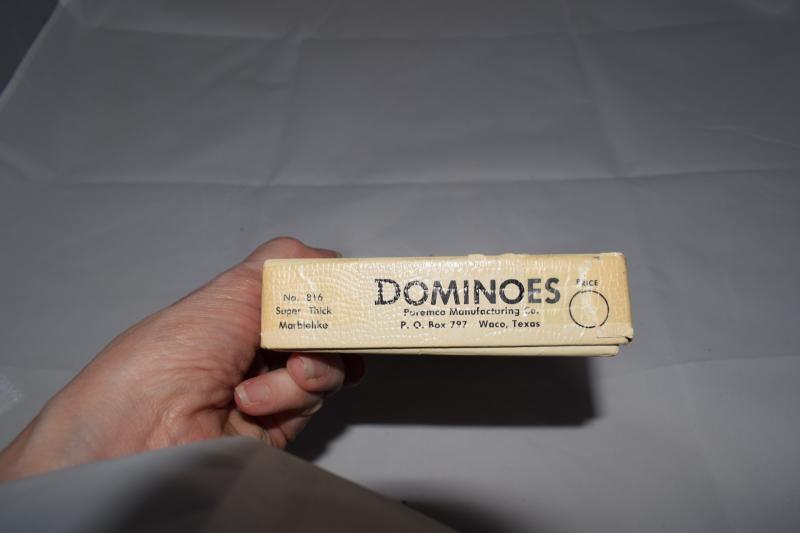 No. 816
Super Thick
Marblelike
DOMINOES
Puremco Manufacturing Co.
P. O. Box 797 Waco, Texas
PRICE